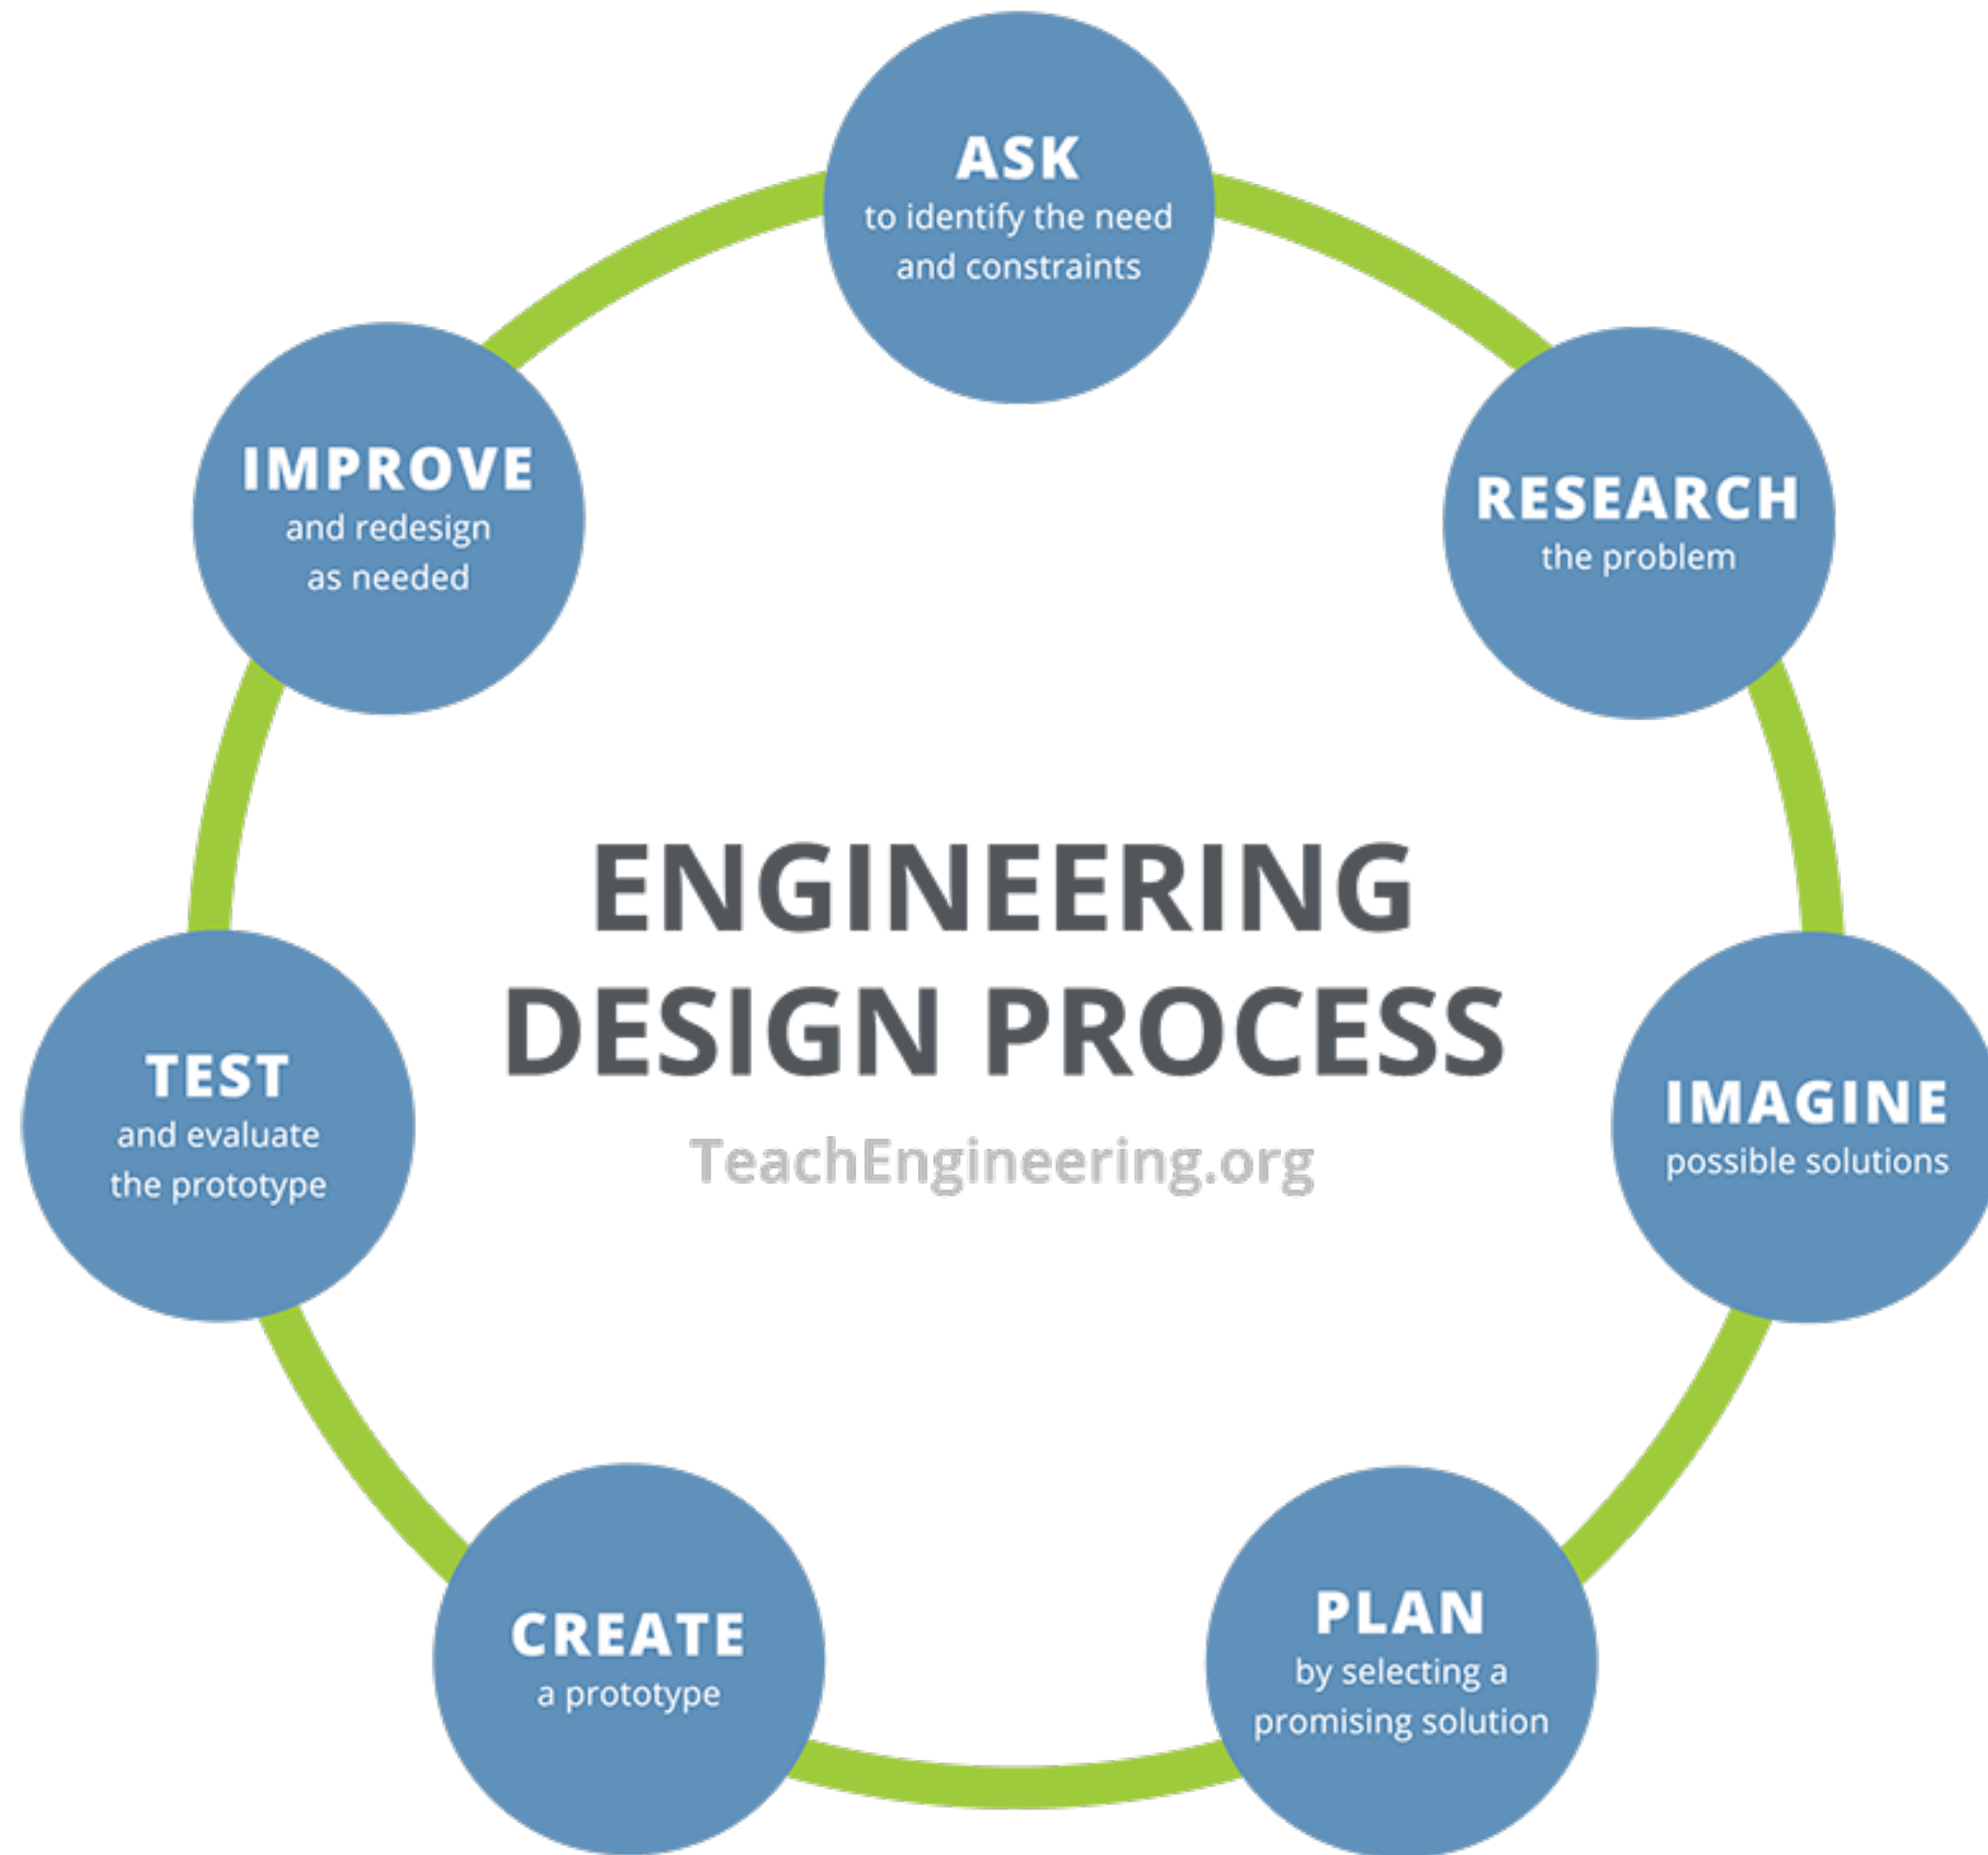 ASK
to identify the need
and constraints
RESEARCH
the problem
IMAGINE
possible solutions
PLAN
by selecting a
promising solution
CREATE
a prototype
TEST
and evaluate
the prototype
IMPROVE
and redesign
as needed
ENGINEERING
DESIGN PROCESS
TeachEngineering.org